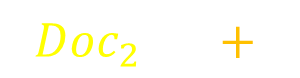 Doc₂ +